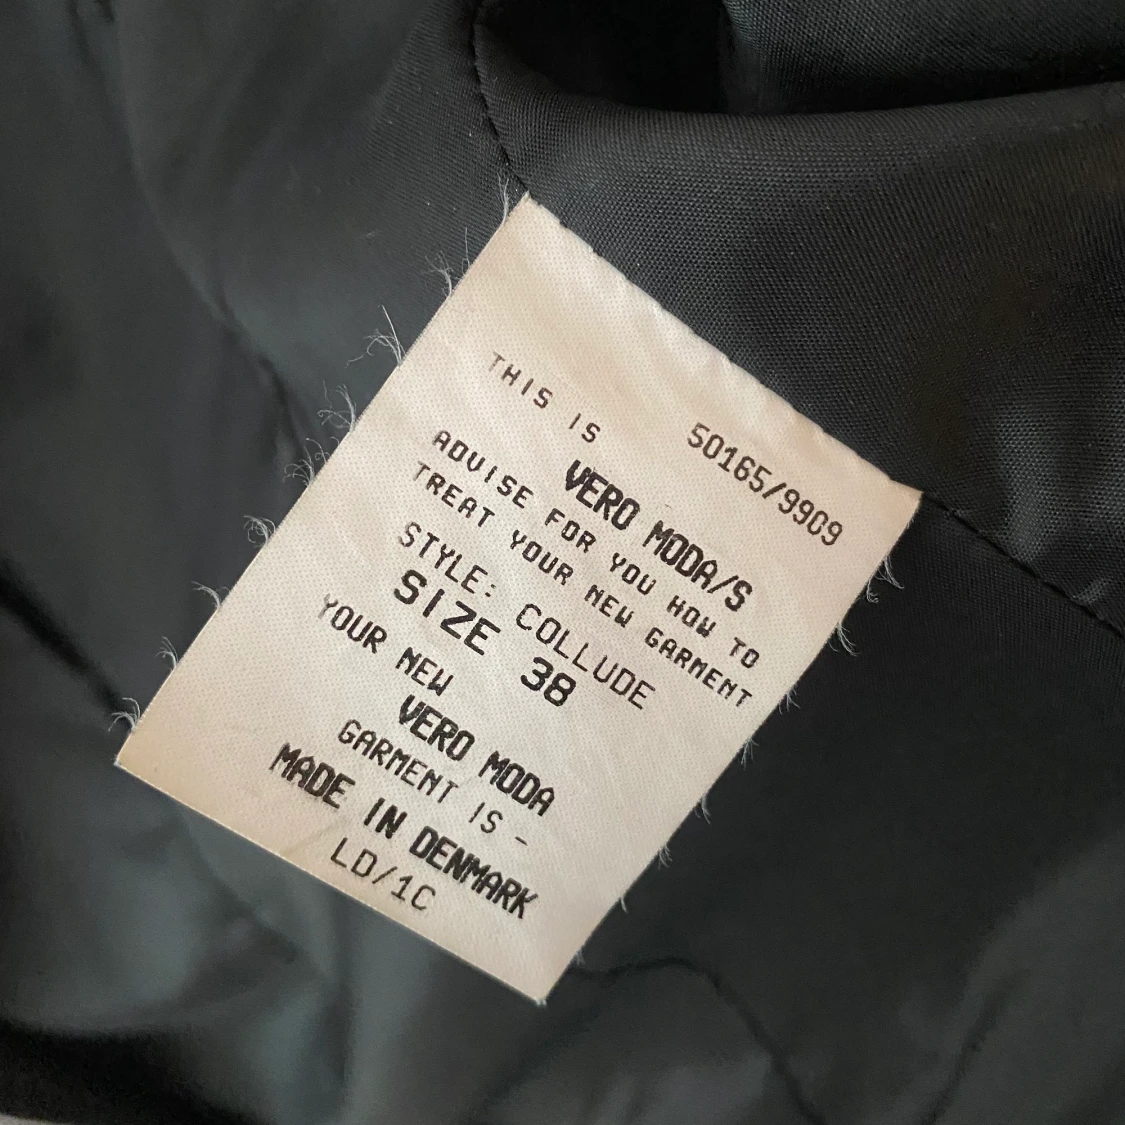 50165/9909
THIS IS
VERO MODA/S
ADVISE FOR YOU HOW TO
TREAT YOUR NEW GARMENT
STYLE: COLLUDE
SIZE 38
YOUR NEW
VERO MODA
GARMENT IS -
MADE IN DENMARK
LD/1C